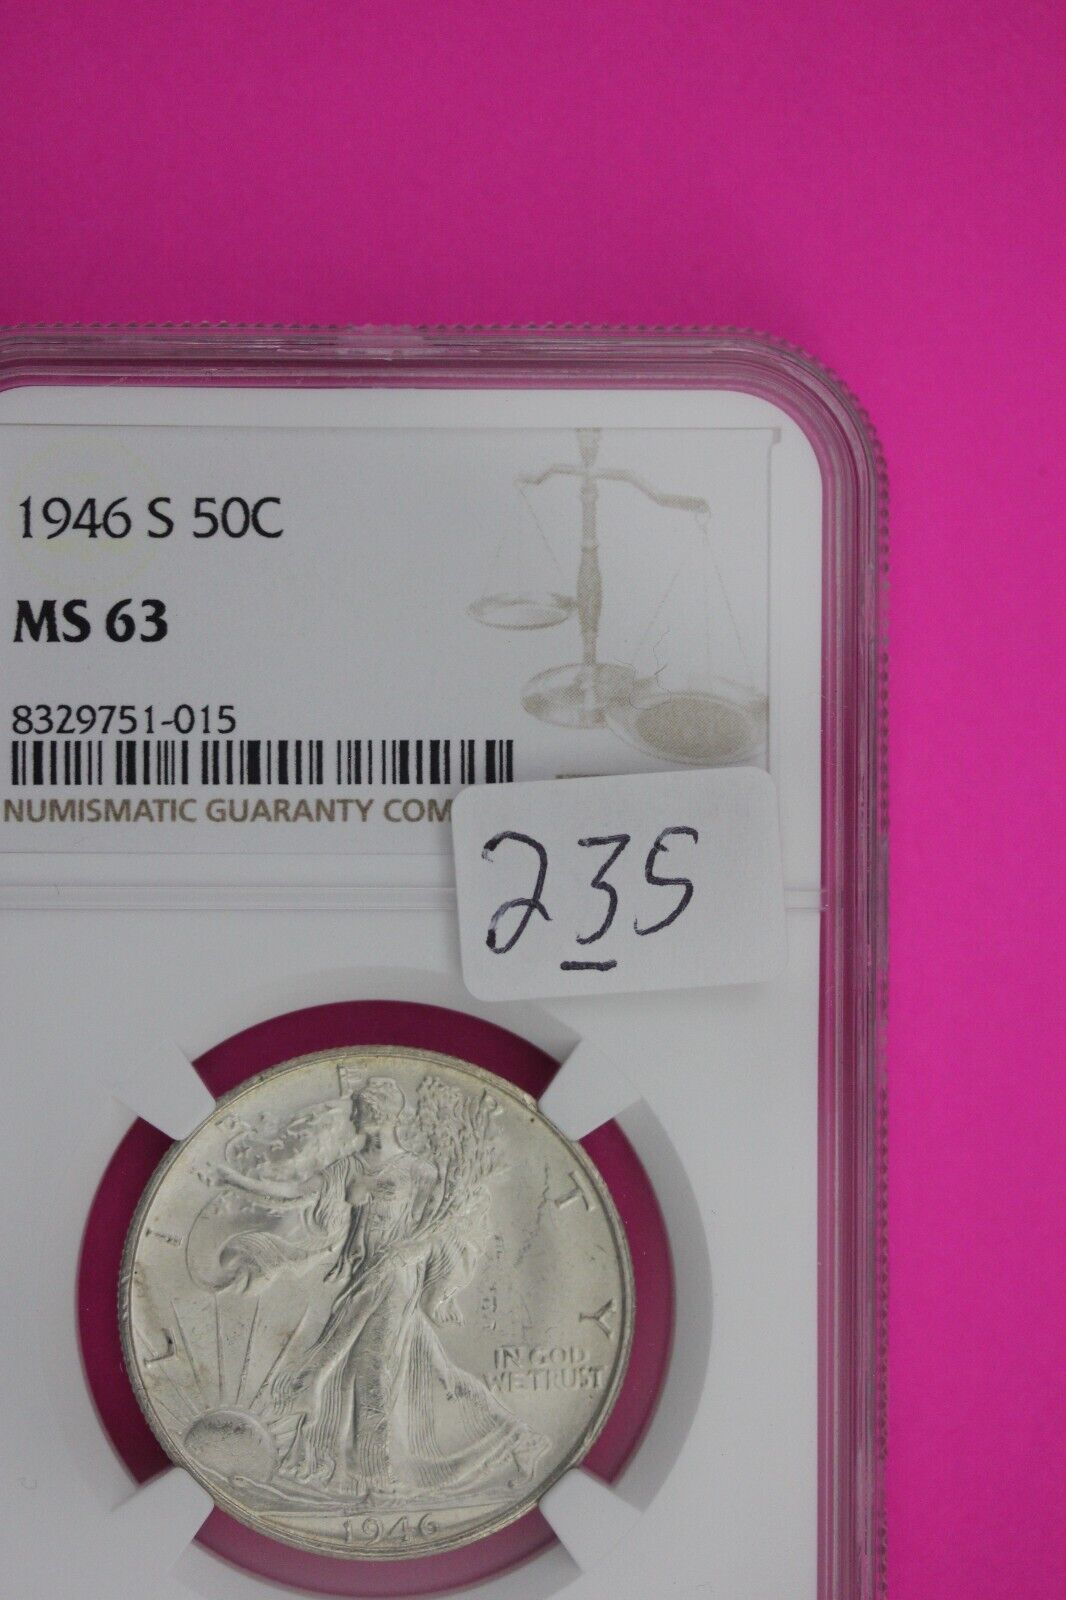 1946 S 50C
MS 63
8329751-015
NUMISMATIC GUARANTY COM
235
LIBERTY
IN GOD
WE TRUST
1946